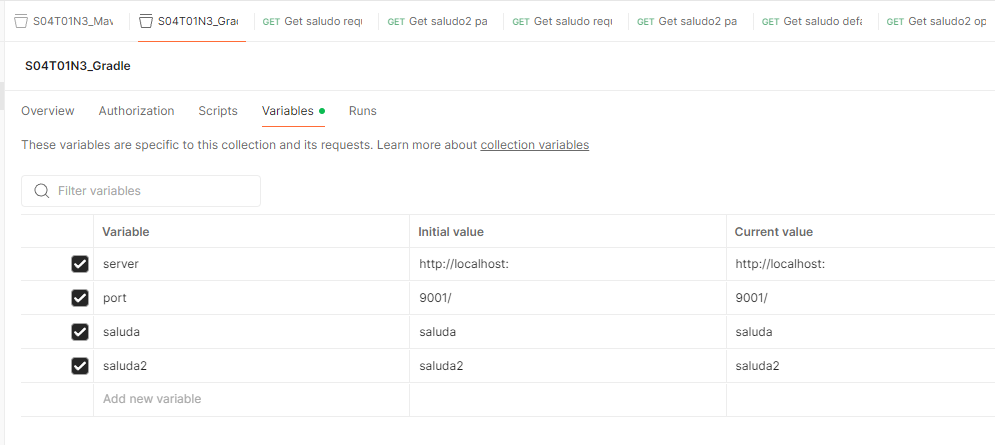 S04T01N3_Mav
S04T01N3_Grad
GET Get saludo requ
GET Get saludo2 pa
GET Get saludo requ
GET Get saludo2 pa
GET Get saludo defa
GET Get saludo2 op
S04T01N3_Gradle
Overview Authorization Scripts Variables Runs
These variables are specific to this collection and its requests. Learn more about collection variables
Filter variables
Variable Initial value Current value
server http://localhost: http://localhost:
port 9001/ 9001/
saluda saluda saluda
saluda2 saluda2 saluda2
Add new variable